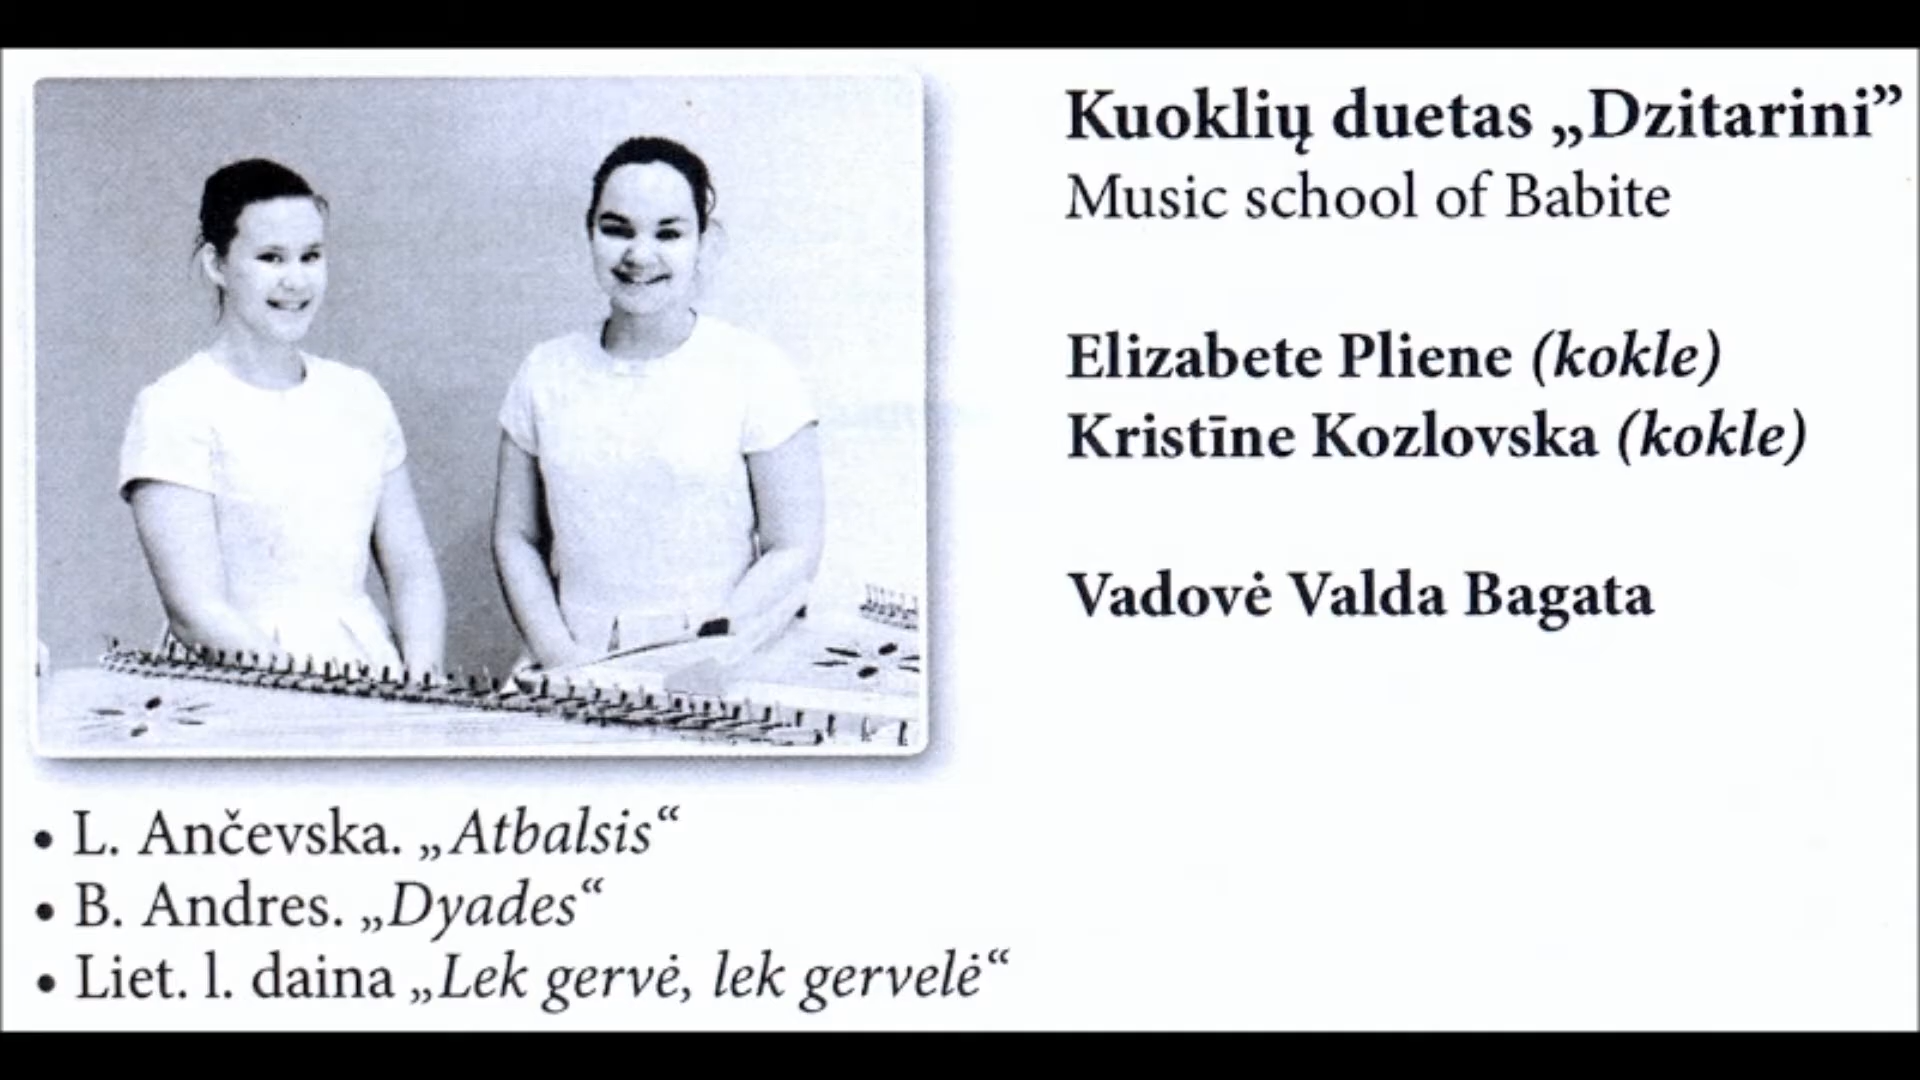 Kuoklių duetas „Dzitarini”
Music school of Babite
Elizabete Pliene (kokle)
Kristīne Kozlovska (kokle)
Vadovė Valda Bagata
• L. Ančevska. „Atbalsis“
• B. Andres. „Dyades“
• Liet. l. daina „Lek gervė, lek gervelė“